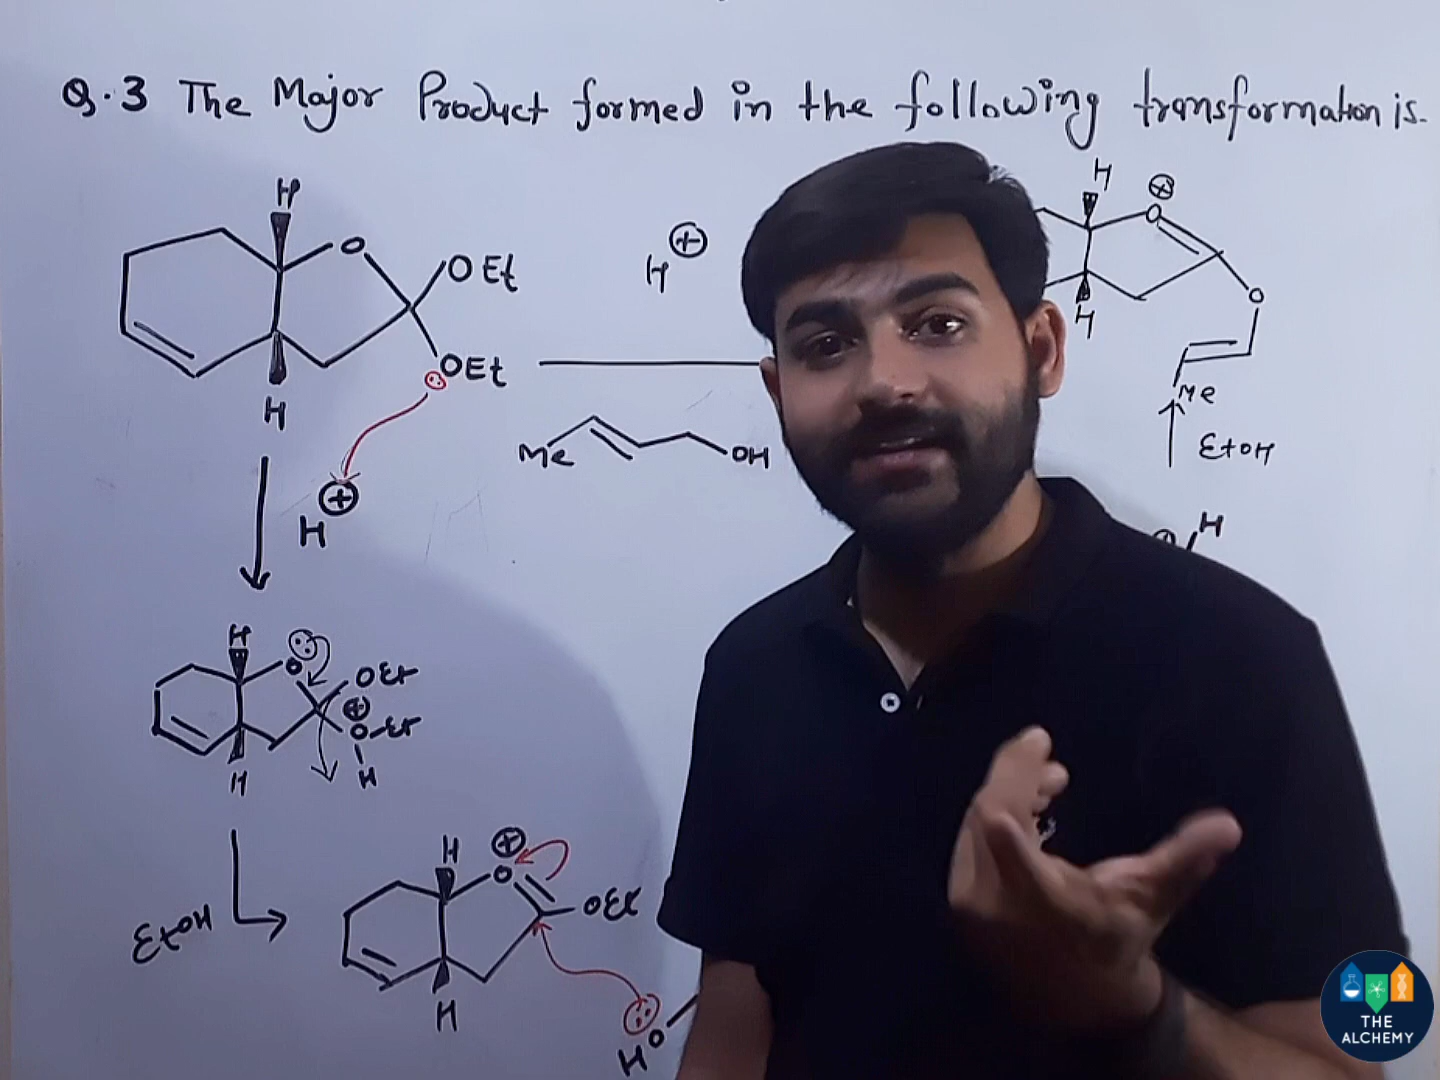 Q.3 The Major Product formed in the following transformation is.
H
O
OEt
OEt
H
H ⊕
H ⊕
Me
OH
H
⊕
O
O
H
Me
EtOH
H
H
O
OEt
⊕
O-Et
H
H
EtOH
H
⊕
O
OEt
H
HO
THE
ALCHEMY